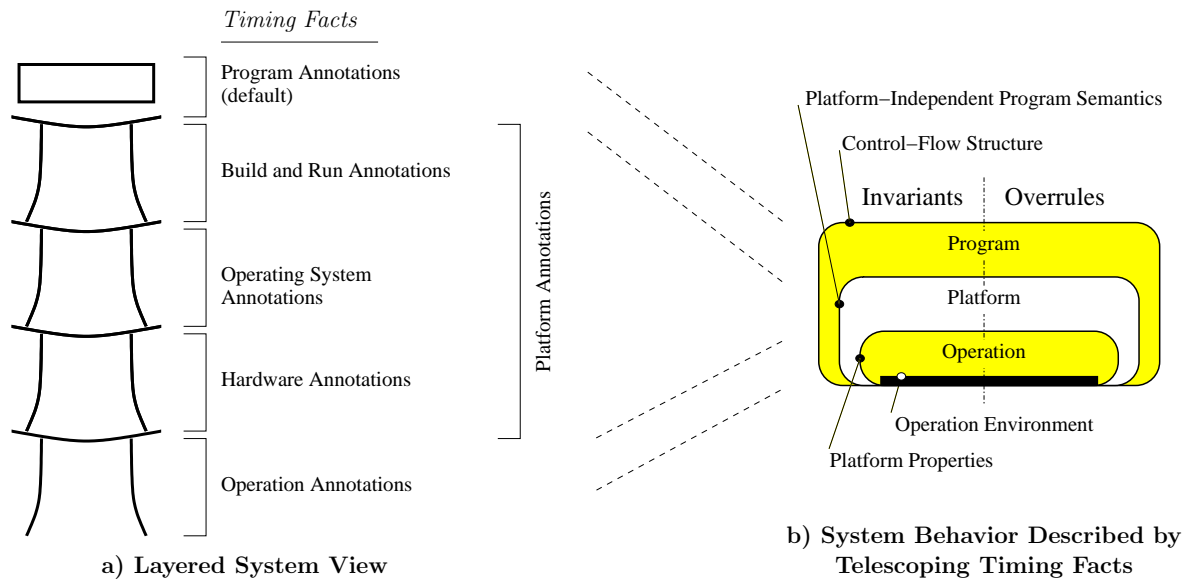 Timing Facts
Program Annotations
(default)
Build and Run Annotations
Operating System
Annotations
Hardware Annotations
Operation Annotations
Platform Annotations
a) Layered System View
Platform–Independent Program Semantics
Control–Flow Structure
Invariants
Overrules
Program
Platform
Operation
Operation Environment
Platform Properties
b) System Behavior Described by
Telescoping Timing Facts